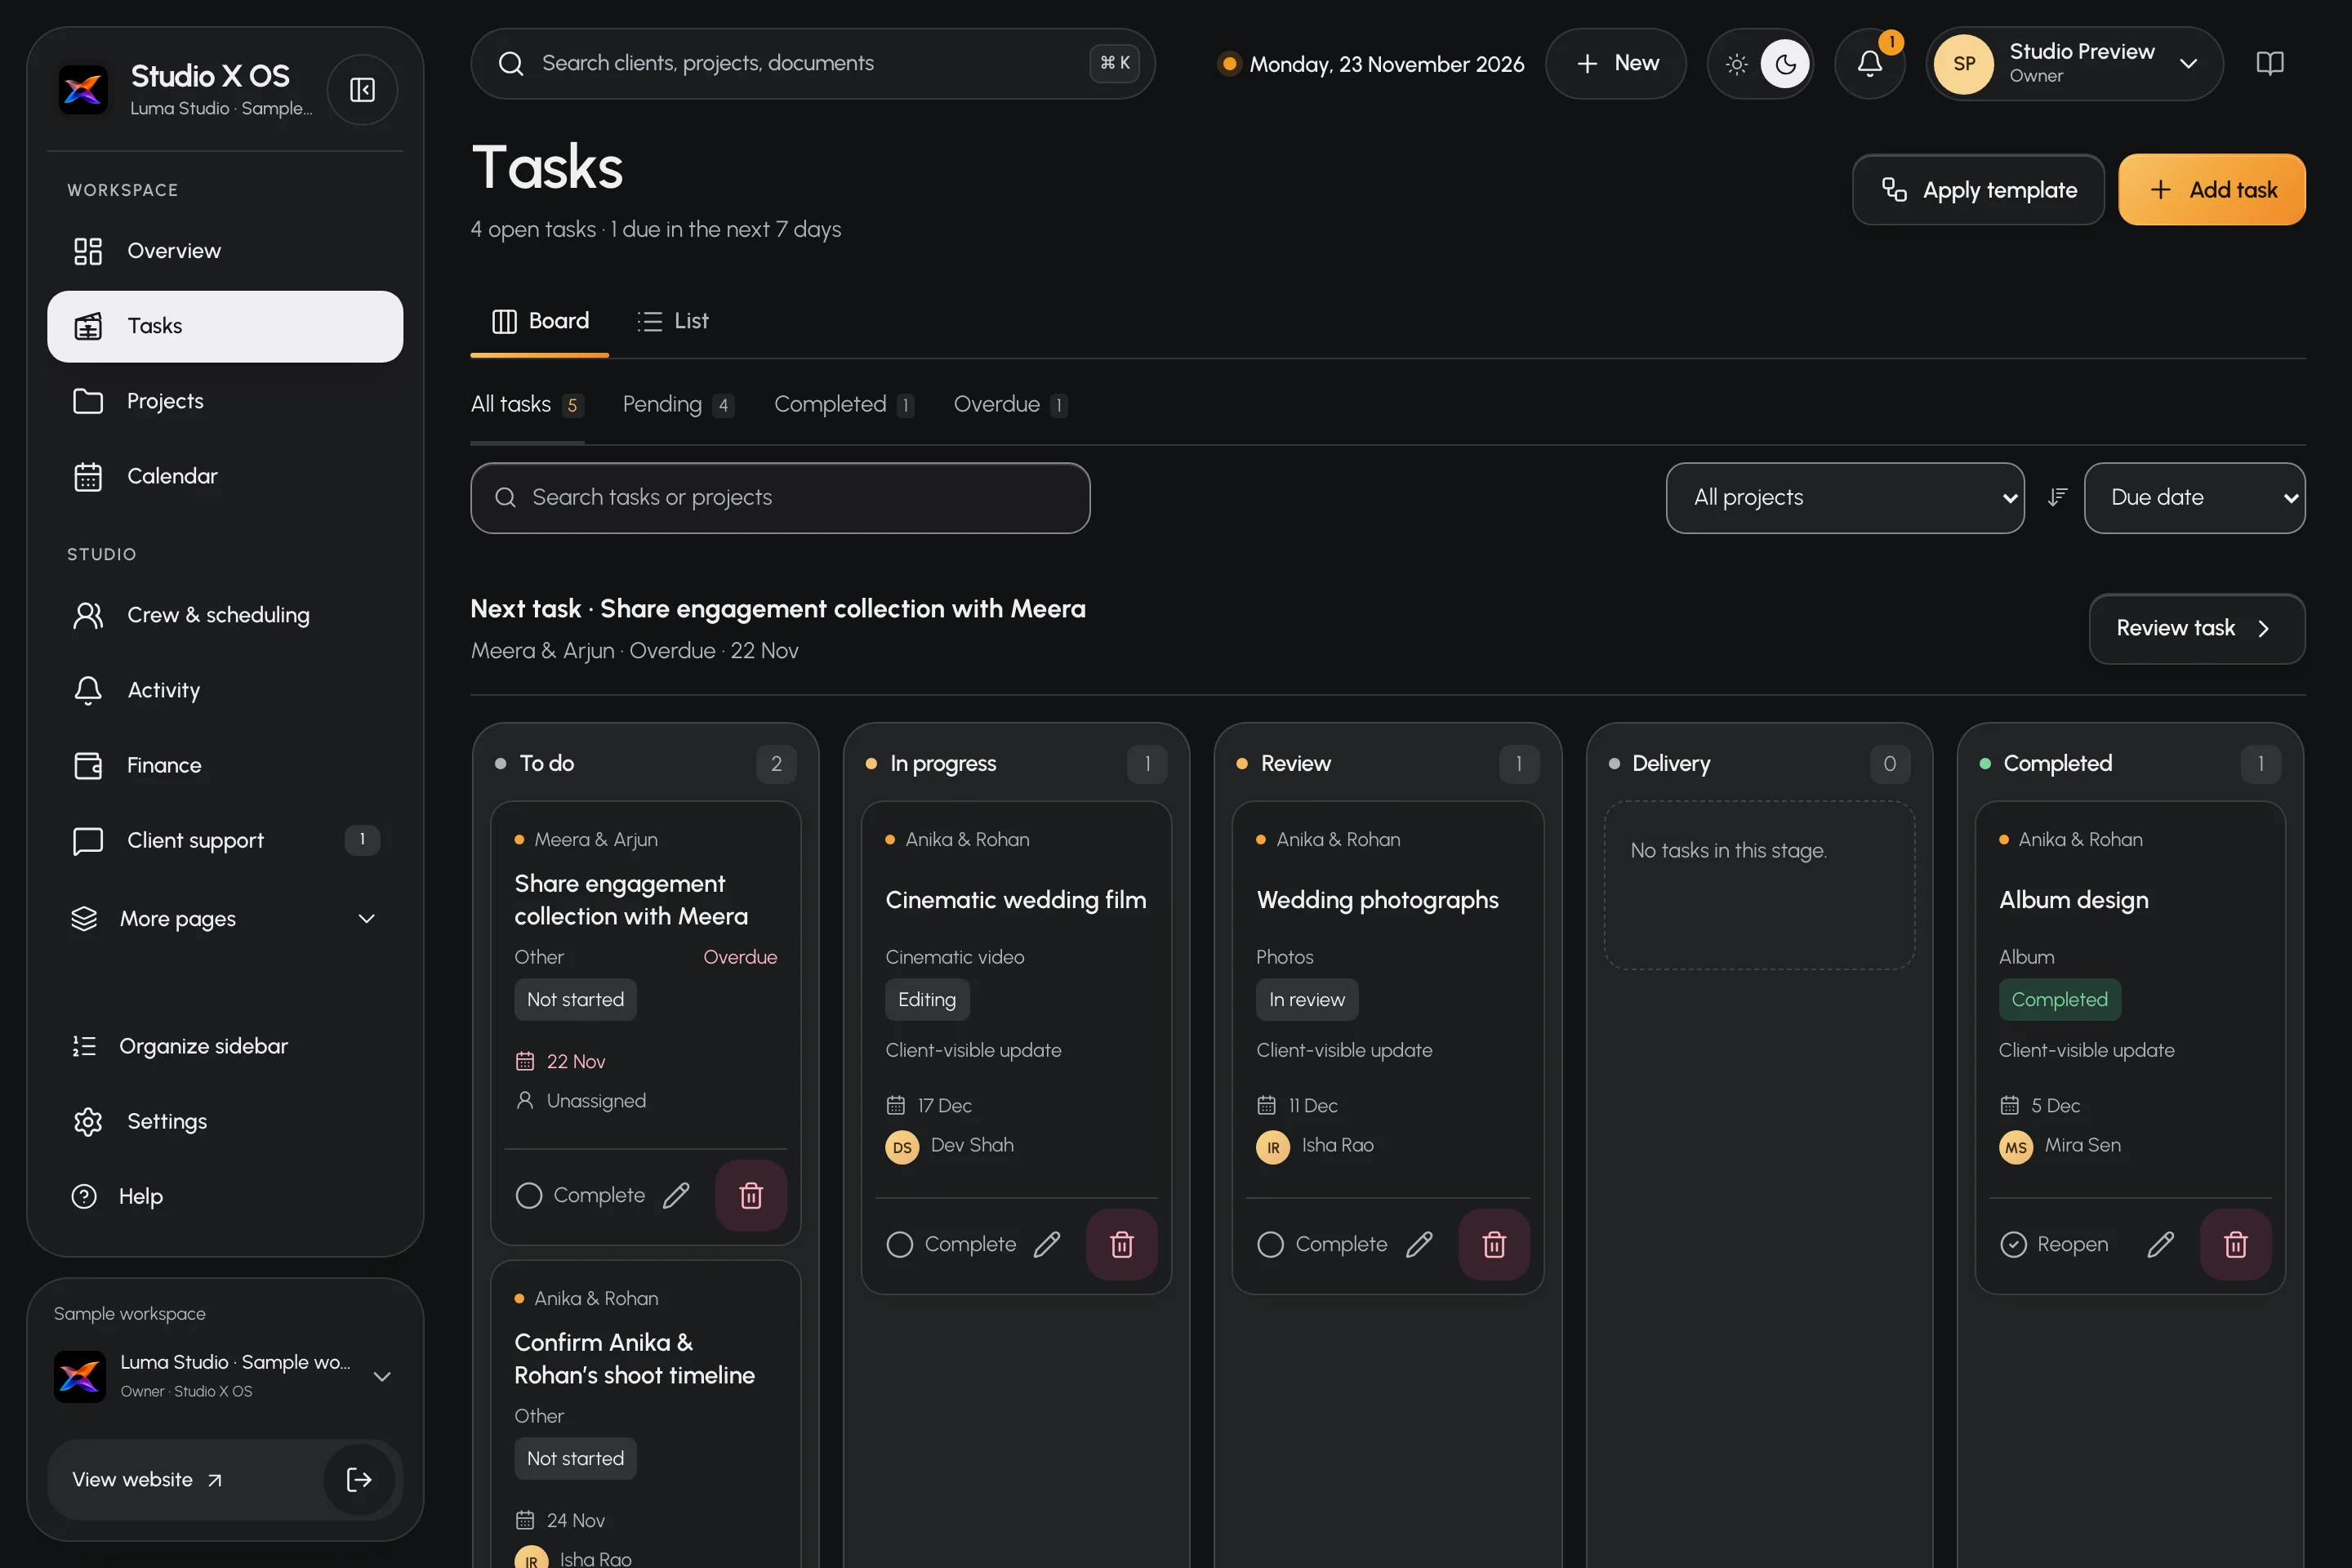 Studio X OS
Luma Studio · Sample...
WORKSPACE
Overview
Tasks
Projects
Calendar
STUDIO
Crew & scheduling
Activity
Finance
Client support 1
More pages
Organize sidebar
Settings
Help
Sample workspace
Luma Studio · Sample wo...
Owner · Studio X OS
View website
Search clients, projects, documents ⌘ K
Monday, 23 November 2026
New
1
SP
Studio Preview
Owner
Tasks
4 open tasks · 1 due in the next 7 days
Apply template
Add task
Board
List
All tasks 5
Pending 4
Completed 1
Overdue 1
Search tasks or projects
All projects
Due date
Next task · Share engagement collection with Meera
Meera & Arjun · Overdue · 22 Nov
Review task
To do 2
Meera & Arjun
Share engagement
collection with Meera
Other Overdue
Not started
22 Nov
Unassigned
Complete
Anika & Rohan
Confirm Anika &
Rohan's shoot timeline
Other
Not started
24 Nov
IR Isha Rao
In progress 1
Anika & Rohan
Cinematic wedding film
Cinematic video
Editing
Client-visible update
17 Dec
DS Dev Shah
Complete
Review 1
Anika & Rohan
Wedding photographs
Photos
In review
Client-visible update
11 Dec
IR Isha Rao
Complete
Delivery 0
No tasks in this stage.
Completed 1
Anika & Rohan
Album design
Album
Completed
Client-visible update
5 Dec
MS Mira Sen
Reopen